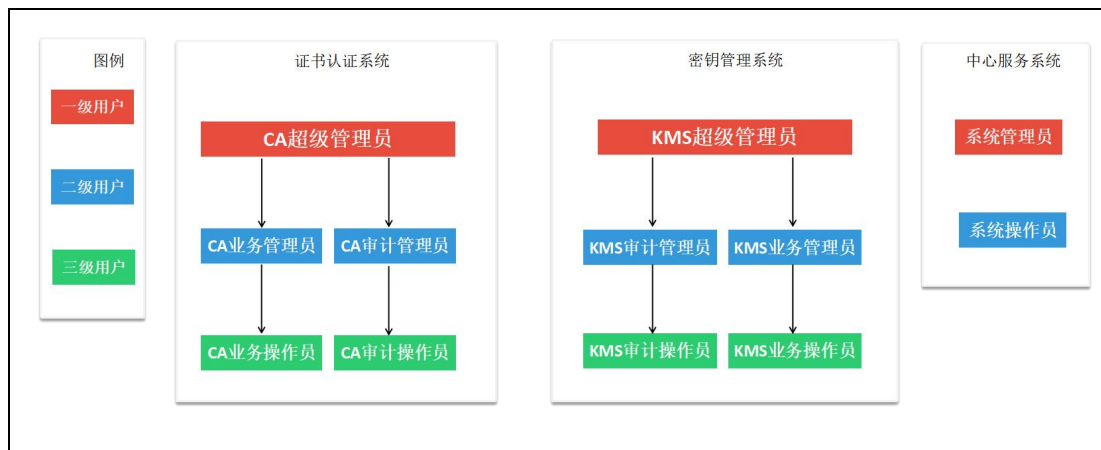 图例
一级用户
二级用户
三级用户
证书认证系统
CA超级管理员
CA业务管理员
CA审计管理员
CA业务操作员
CA审计操作员
密钥管理系统
KMS超级管理员
KMS审计管理员
KMS业务管理员
KMS审计操作员
KMS业务操作员
中心服务系统
系统管理员
系统操作员